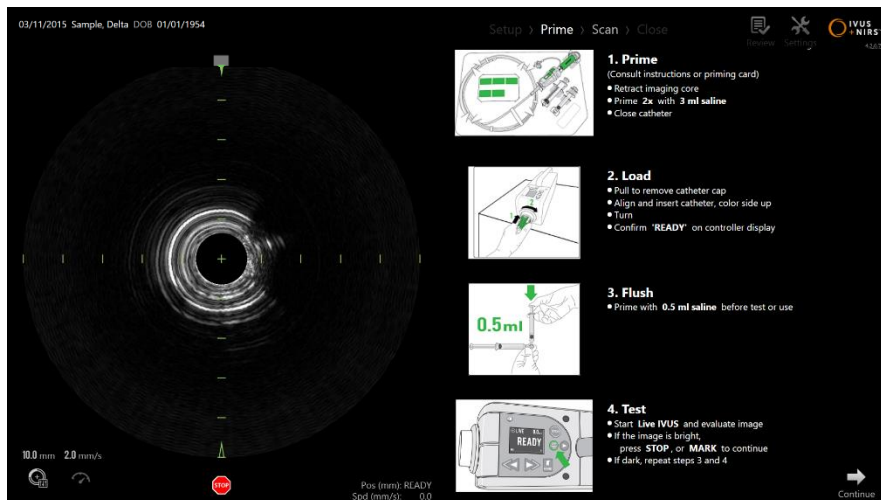 03/11/2015 Sample, Delta DOB 01/01/1954
Setup > Prime > Scan > Close
Review
Settings
IVUS
+NIRS
1. Prime
(Consult instructions or priming card)
• Retract imaging core
• Prime 2x with 3 ml saline
• Close catheter
2. Load
• Pull to remove catheter cap
• Align and insert catheter, color side up
• Turn
• Confirm 'READY' on controller display
3. Flush
• Prime with 0.5 ml saline before test or use
0.5ml
4. Test
• Start Live IVUS and evaluate image
• If the image is bright,
press STOP, or MARK to continue
• If dark, repeat steps 3 and 4
READY
10.0 mm 2.0 mm/s
STOP
Pos (mm): READY
Spd (mm/s): 0.0
Continue